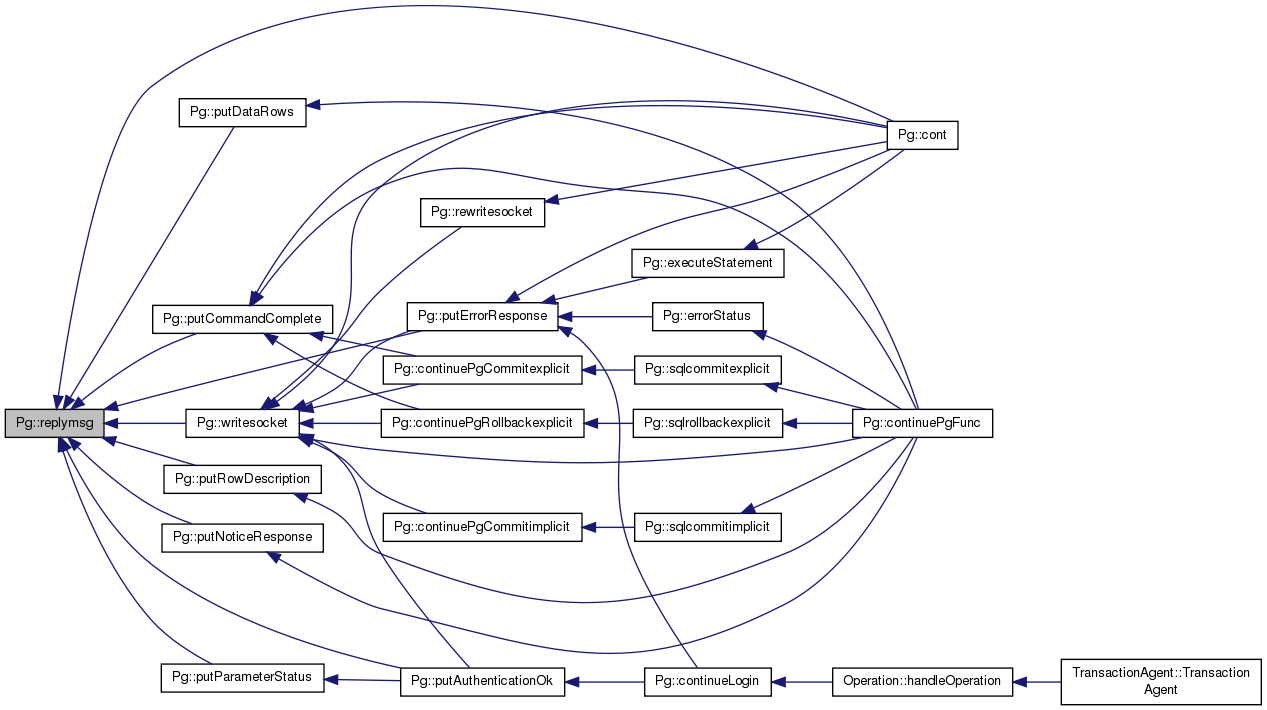 Pg::putDataRows
Pg::cont
Pg::rewritesocket
Pg::executeStatement
Pg::putCommandComplete
Pg::putErrorResponse
Pg::errorStatus
Pg::continuePgCommitexplicit
Pg::sqlcommitexplicit
Pg::replymsg
Pg::writesocket
Pg::continuePgRollbackexplicit
Pg::sqlrollbackexplicit
Pg::continuePgFunc
Pg::putRowDescription
Pg::continuePgCommitimplicit
Pg::sqlcommitimplicit
Pg::putNoticeResponse
Pg::putParameterStatus
Pg::putAuthenticationOk
Pg::continueLogin
Operation::handleOperation
TransactionAgent::Transaction
Agent